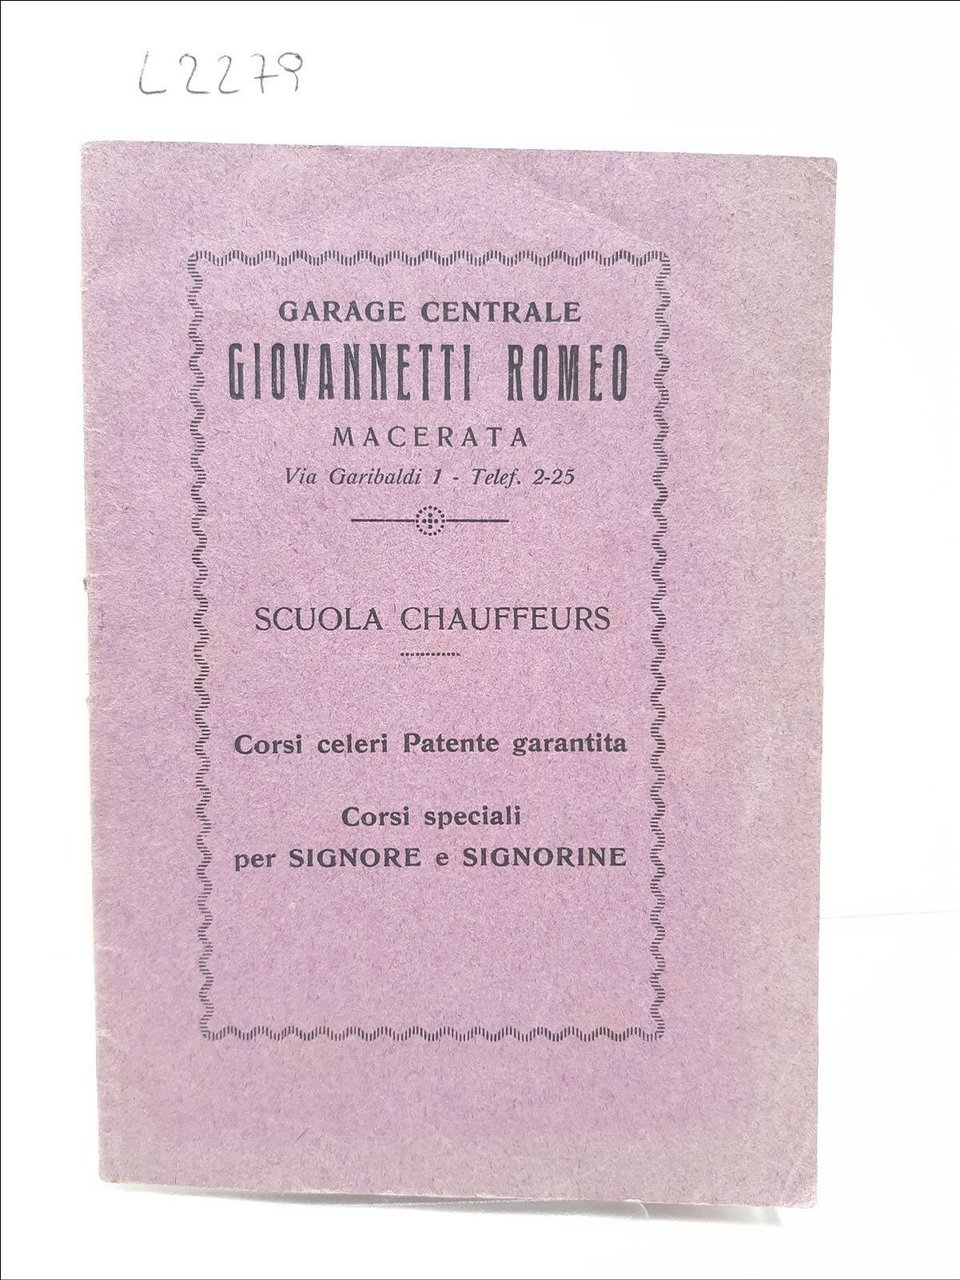 L2279
GARAGE CENTRALE
GIOVANNETTI ROMEO
MACERATA
Via Garibaldi 1 - Telef. 2-25
SCUOLA CHAUFFEURS
Corsi celeri Patente garantita
Corsi speciali
per SIGNORE e SIGNORINE